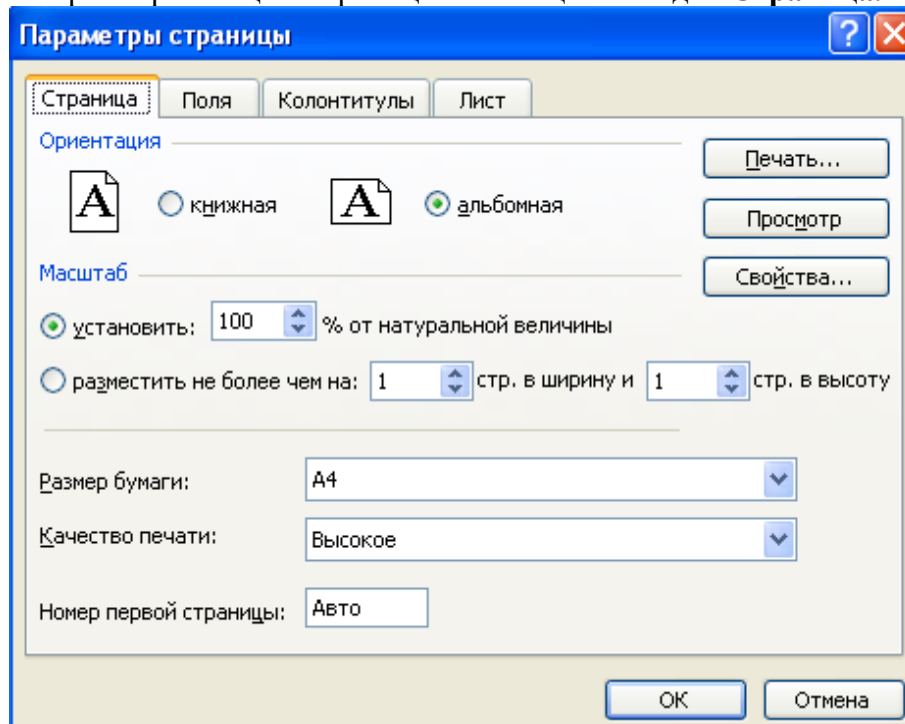 Параметры страницы
Страница Поля Колонтитулы Лист
Ориентация
Печать...
A книжная A альбомная
Просмотр
Масштаб
Свойства...
установить: 100 % от натуральной величины
разместить не более чем на: 1 стр. в ширину и 1 стр. в высоту
Размер бумаги: A4
Качество печати: Высокое
Номер первой страницы: Авто
ОК Отмена